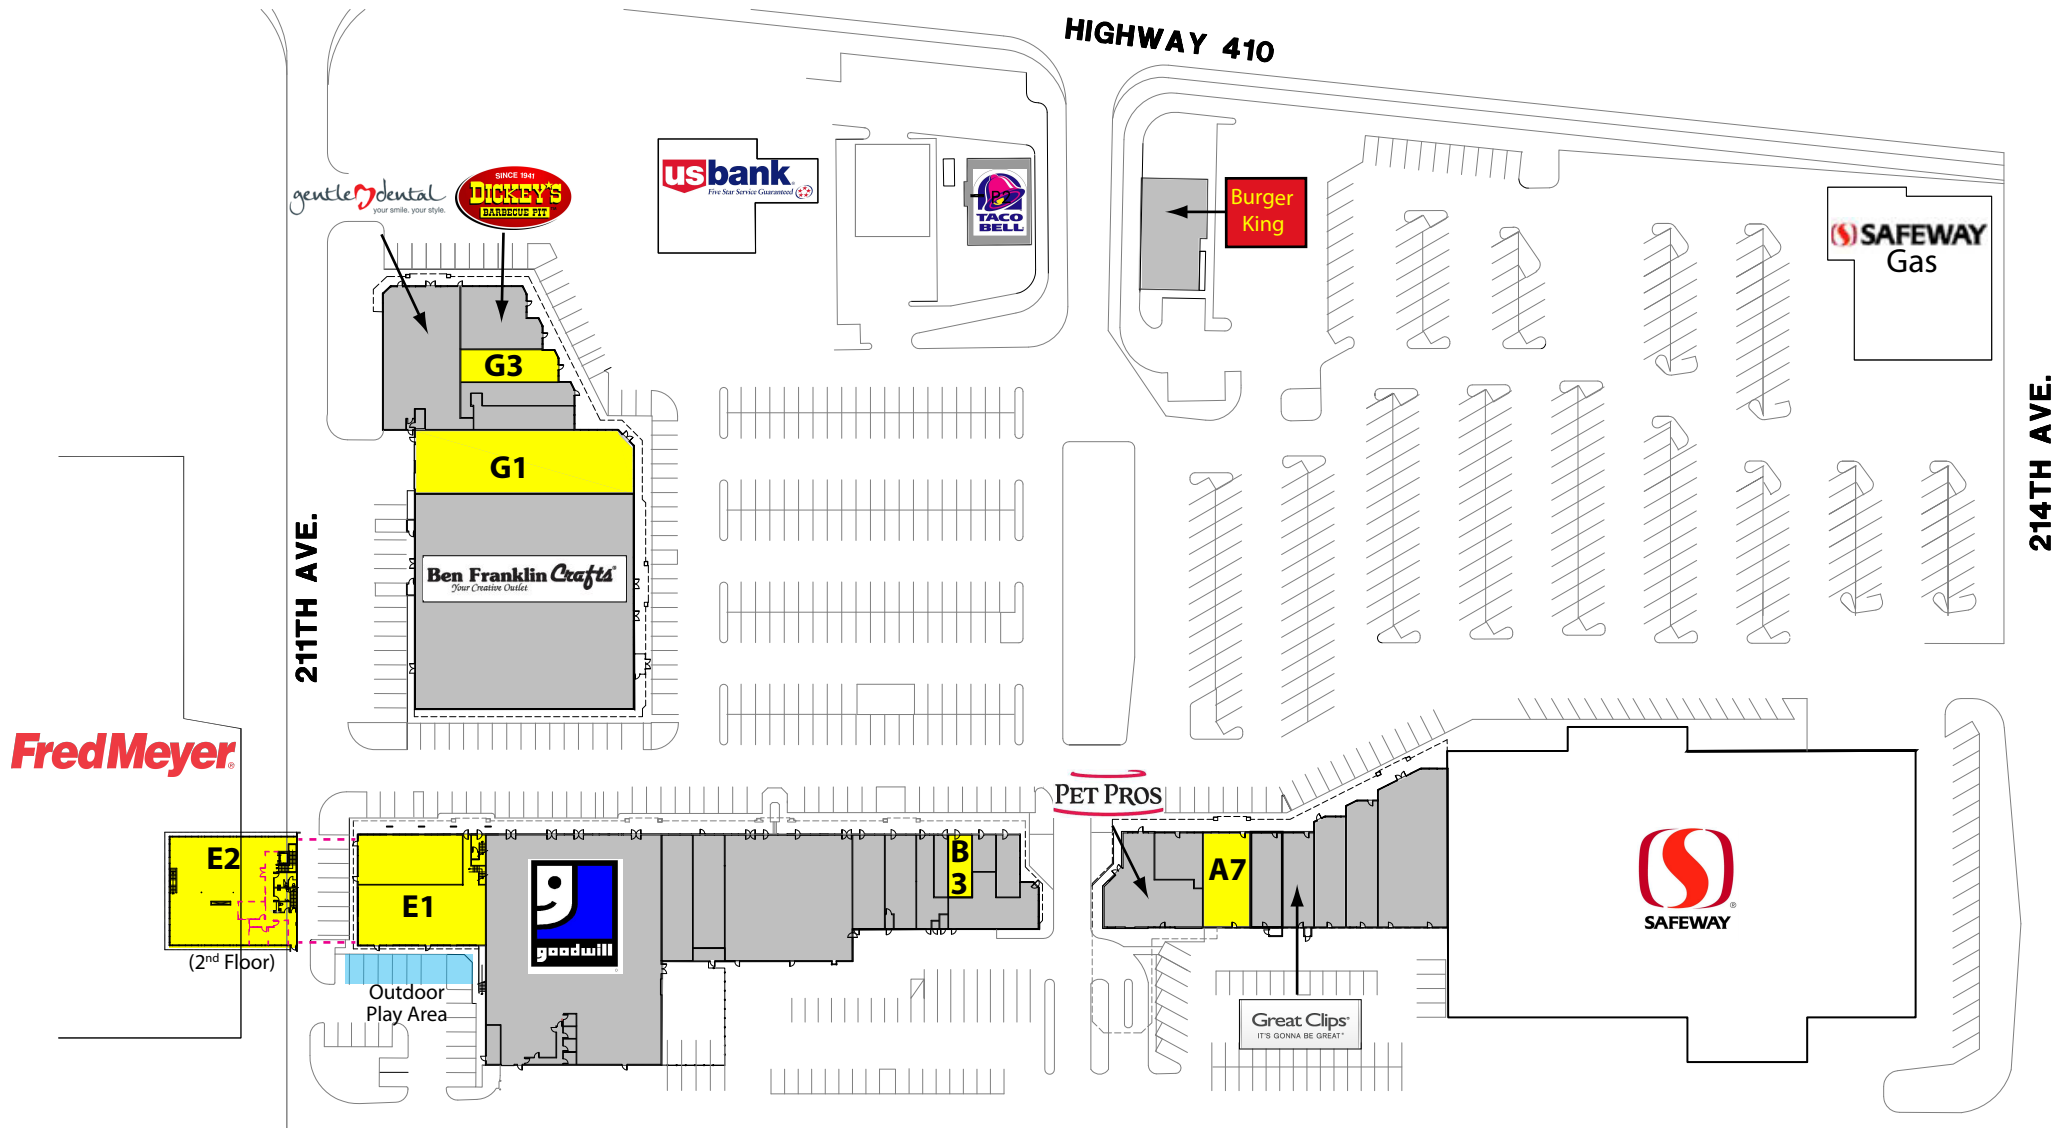 HIGHWAY 410
gentle dental
your smile. your style.
SINCE 1941
DICKEY'S
BARBECUE PIT
usbank
Five Star Service Guaranteed
TACO
BELL
Burger
King
SAFEWAY
Gas
G3
G1
214TH AVE.
211TH AVE.
Ben Franklin Crafts
Your Creative Outlet
FredMeyer
PET PROS
E2
(2nd Floor)
E1
Outdoor
Play Area
goodwill
B
3
A7
Great Clips
IT'S GONNA BE GREAT
SAFEWAY